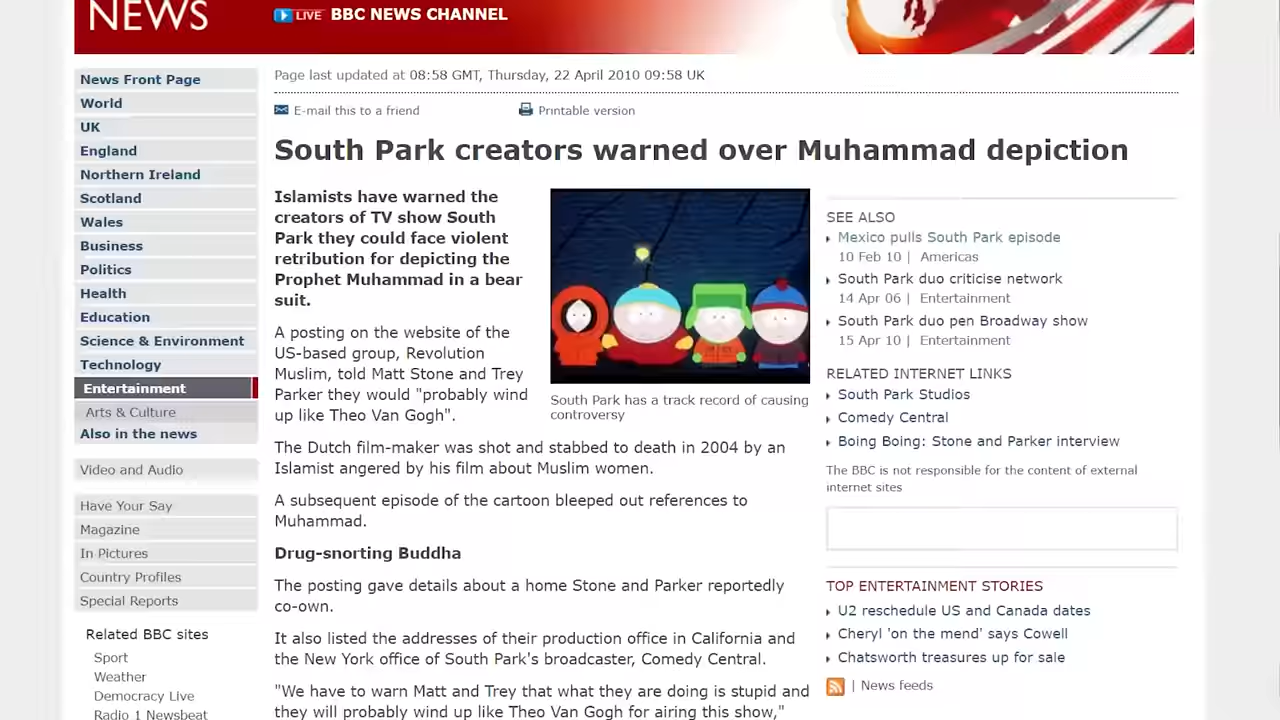 NEWS
LIVE BBC NEWS CHANNEL
News Front Page
World
UK
England
Northern Ireland
Scotland
Wales
Business
Politics
Health
Education
Science & Environment
Technology
Entertainment
Arts & Culture
Also in the news
Video and Audio
Have Your Say
Magazine
In Pictures
Country Profiles
Special Reports
Related BBC sites
Sport
Weather
Democracy Live
Radio 1 Newsbeat
Page last updated at 08:58 GMT, Thursday, 22 April 2010 09:58 UK
E-mail this to a friend
Printable version
South Park creators warned over Muhammad depiction
Islamists have warned the
creators of TV show South
Park they could face violent
retribution for depicting the
Prophet Muhammad in a bear
suit.
A posting on the website of the
US-based group, Revolution
Muslim, told Matt Stone and Trey
Parker they would "probably wind
up like Theo Van Gogh".
South Park has a track record of causing
controversy
The Dutch film-maker was shot and stabbed to death in 2004 by an
Islamist angered by his film about Muslim women.
A subsequent episode of the cartoon bleeped out references to
Muhammad.
Drug-snorting Buddha
The posting gave details about a home Stone and Parker reportedly
co-own.
It also listed the addresses of their production office in California and
the New York office of South Park's broadcaster, Comedy Central.
"We have to warn Matt and Trey that what they are doing is stupid and
they will probably wind up like Theo Van Gogh for airing this show,"
SEE ALSO
Mexico pulls South Park episode
10 Feb 10 | Americas
South Park duo criticise network
14 Apr 06 | Entertainment
South Park duo pen Broadway show
15 Apr 10 | Entertainment
RELATED INTERNET LINKS
South Park Studios
Comedy Central
Boing Boing: Stone and Parker interview
The BBC is not responsible for the content of external
internet sites
TOP ENTERTAINMENT STORIES
U2 reschedule US and Canada dates
Cheryl 'on the mend' says Cowell
Chatsworth treasures up for sale
| News feeds